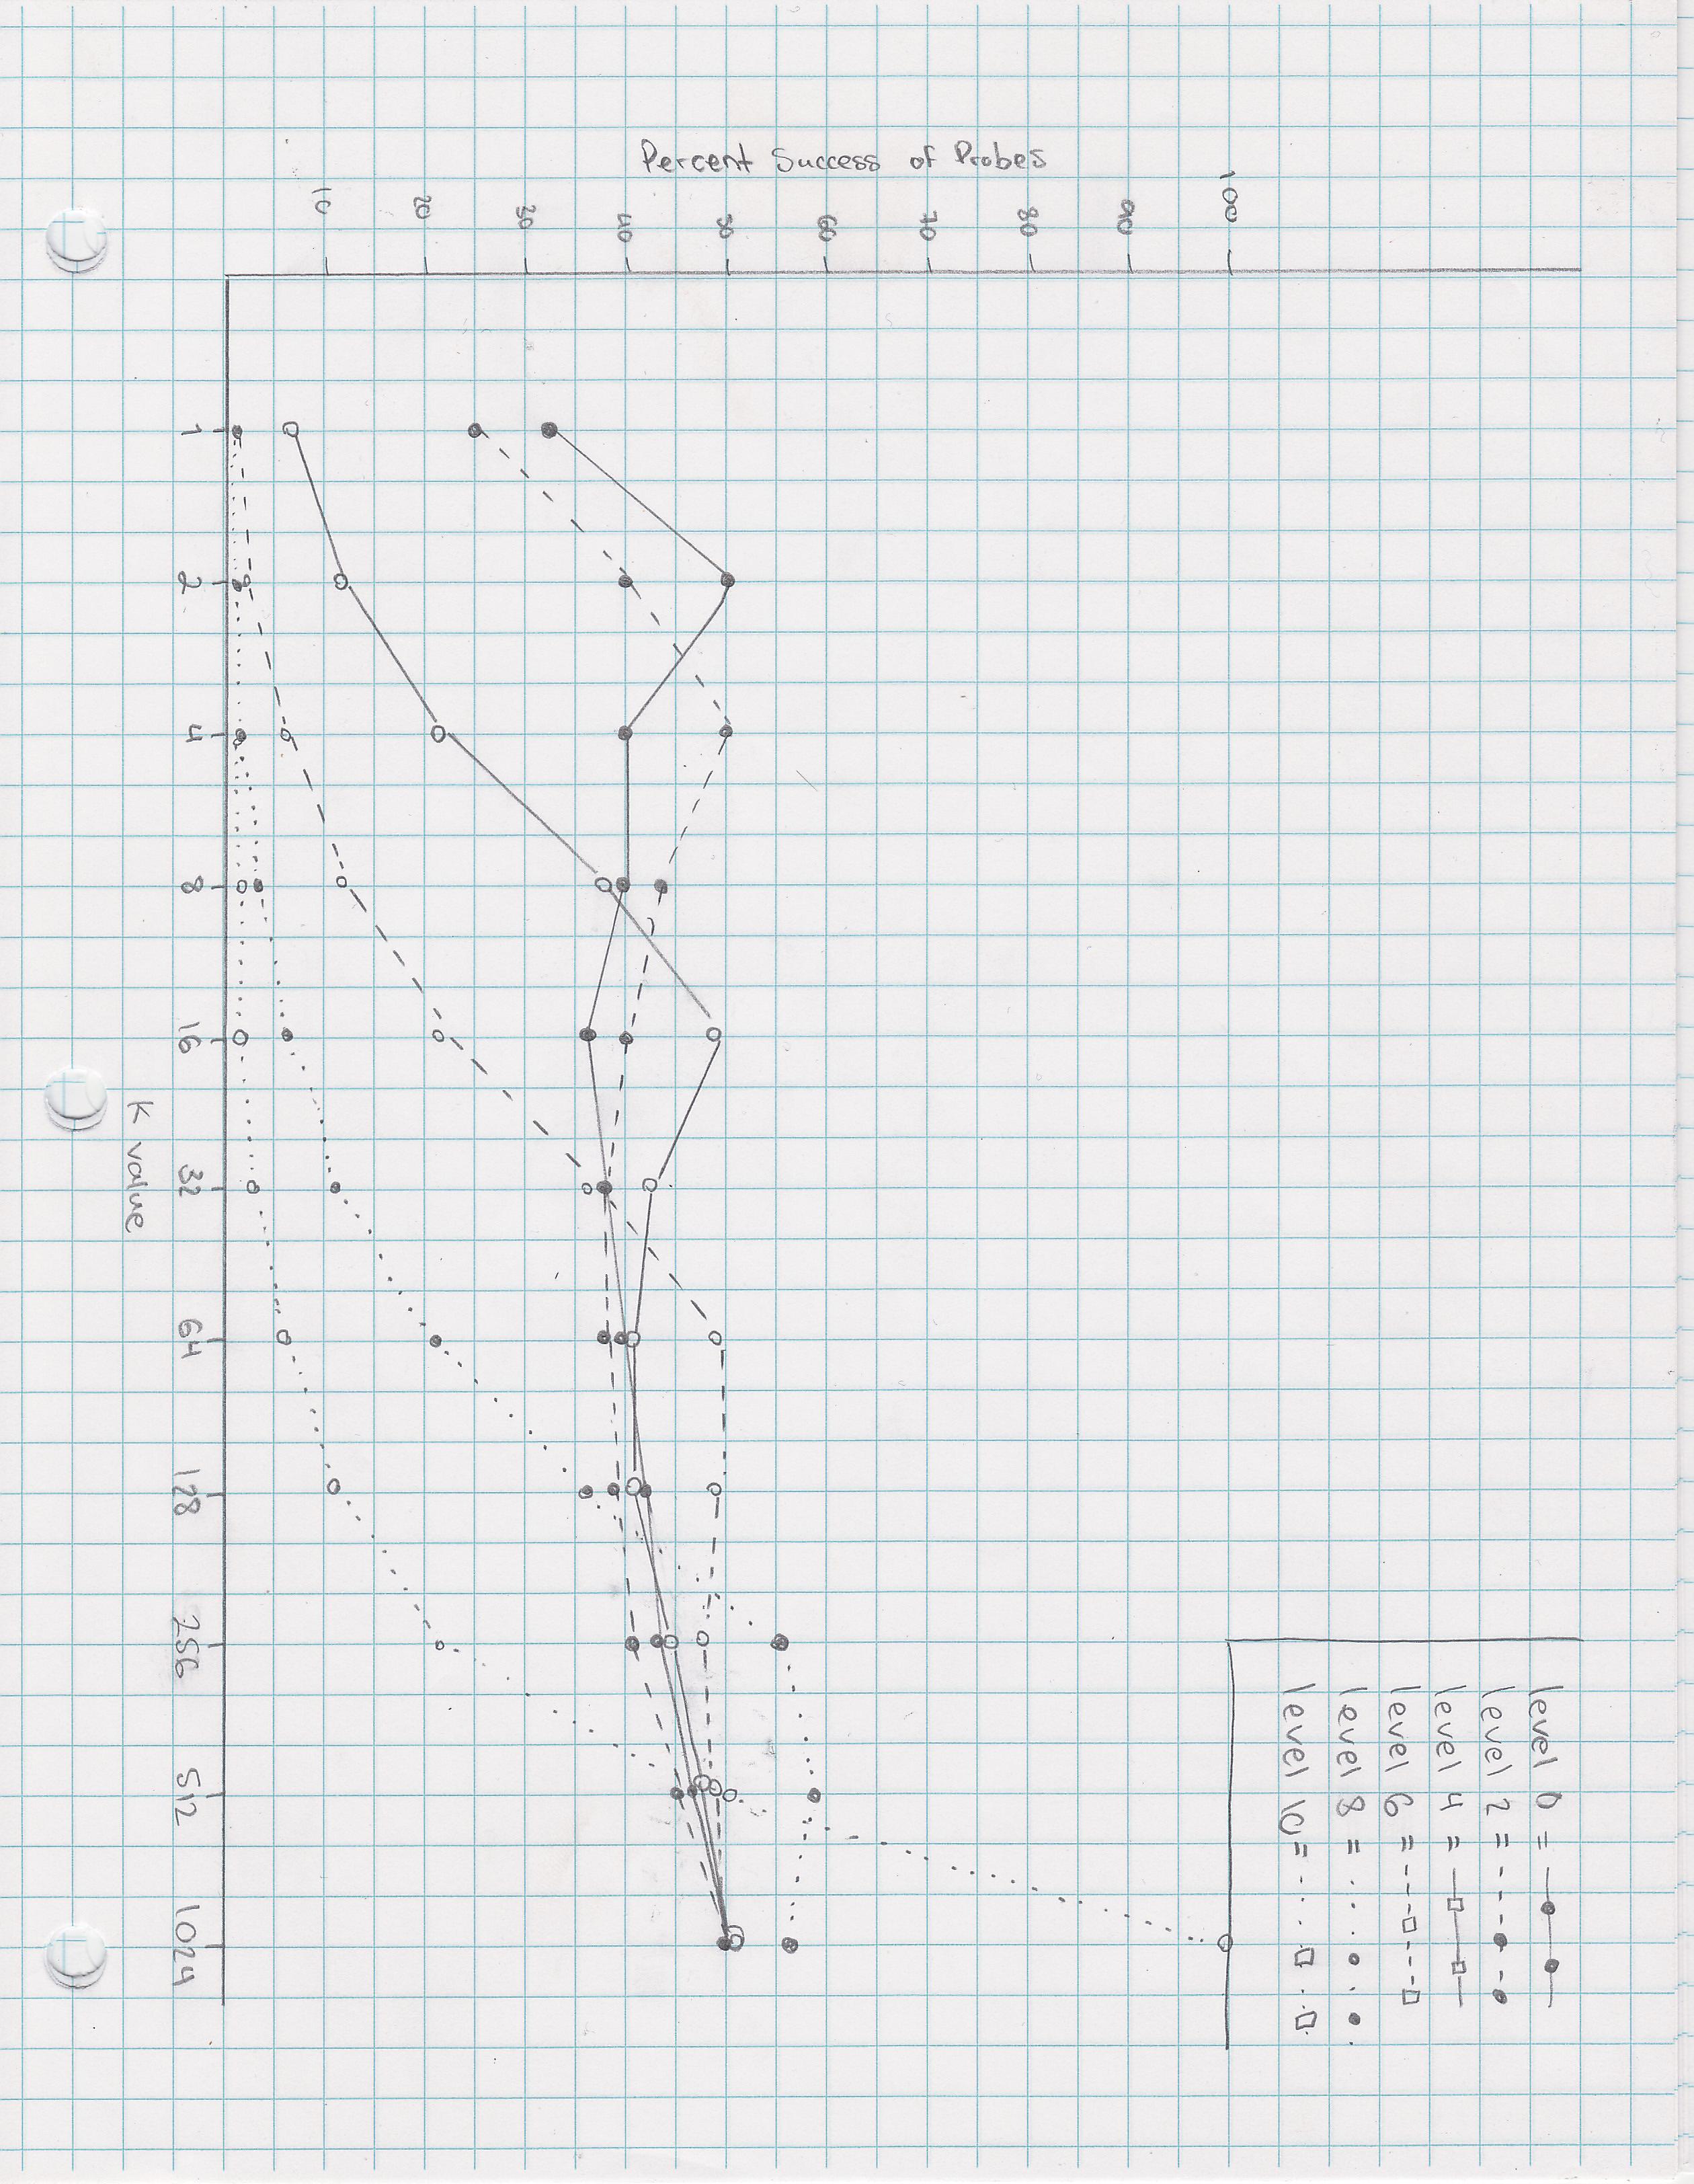 level 0 =
level 2 =
level 4 =
level 6 =
level 8 =
level 10=
100
90
80
70
60
50
40
30
20
10
Percent Success of Probes
1 2 4 8 16 32 64 128 256 512 1024
K value